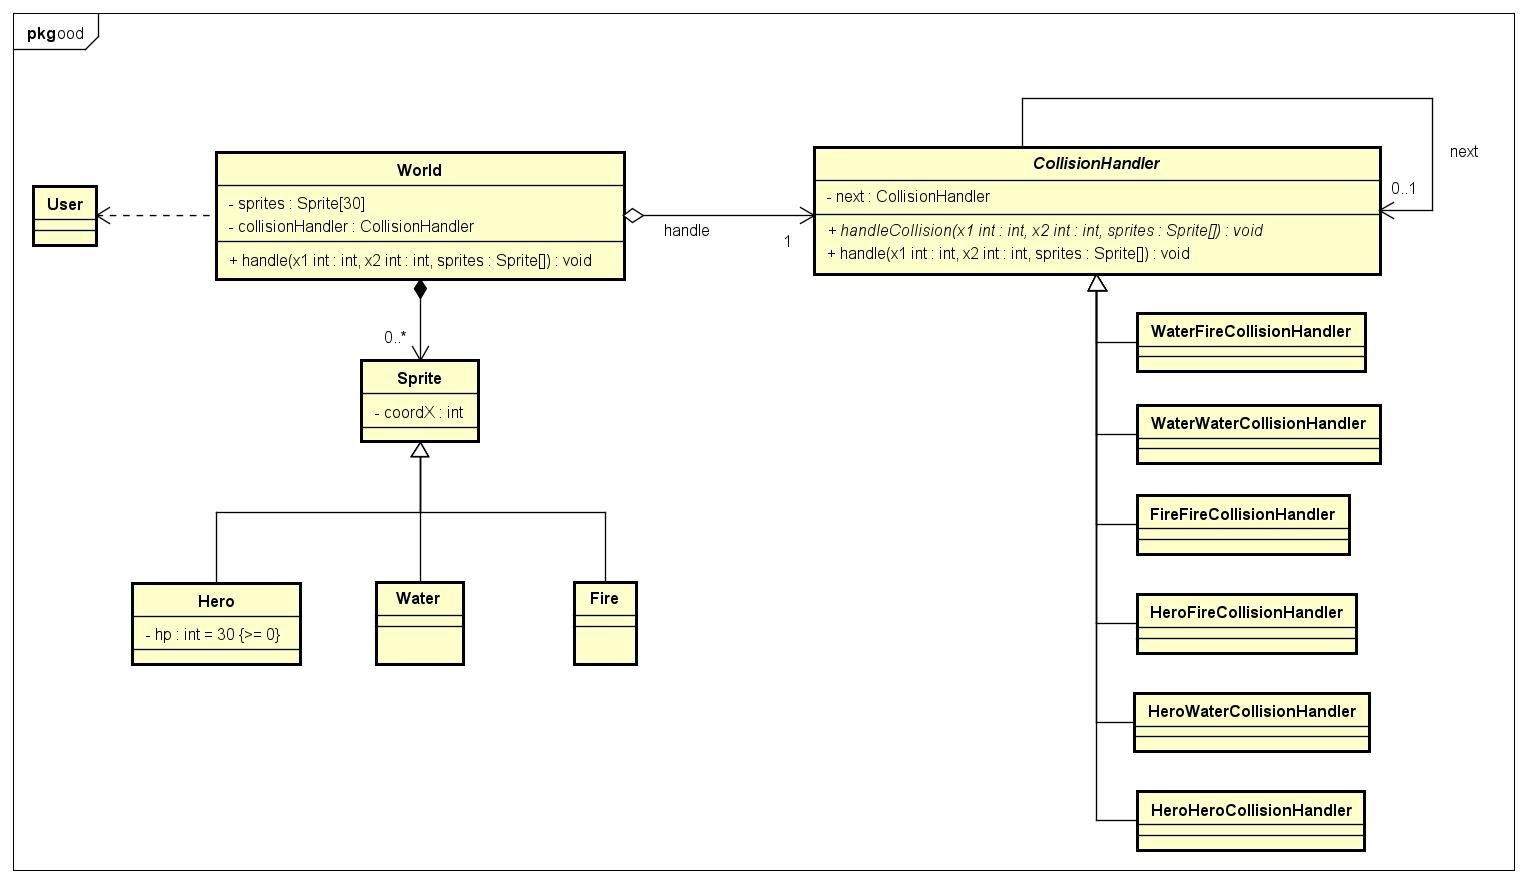 pkg ood
User
World
- sprites : Sprite[30]
- collisionHandler : CollisionHandler
+ handle(x1 int : int, x2 int : int, sprites : Sprite[]) : void
handle
1
CollisionHandler
- next : CollisionHandler
+ handleCollision(x1 int : int, x2 int : int, sprites : Sprite[]) : void
+ handle(x1 int : int, x2 int : int, sprites : Sprite[]) : void
next
0..1
0..*
Sprite
- coordX : int
Hero
- hp : int = 30 {>= 0}
Water
Fire
WaterFireCollisionHandler
WaterWaterCollisionHandler
FireFireCollisionHandler
HeroFireCollisionHandler
HeroWaterCollisionHandler
HeroHeroCollisionHandler